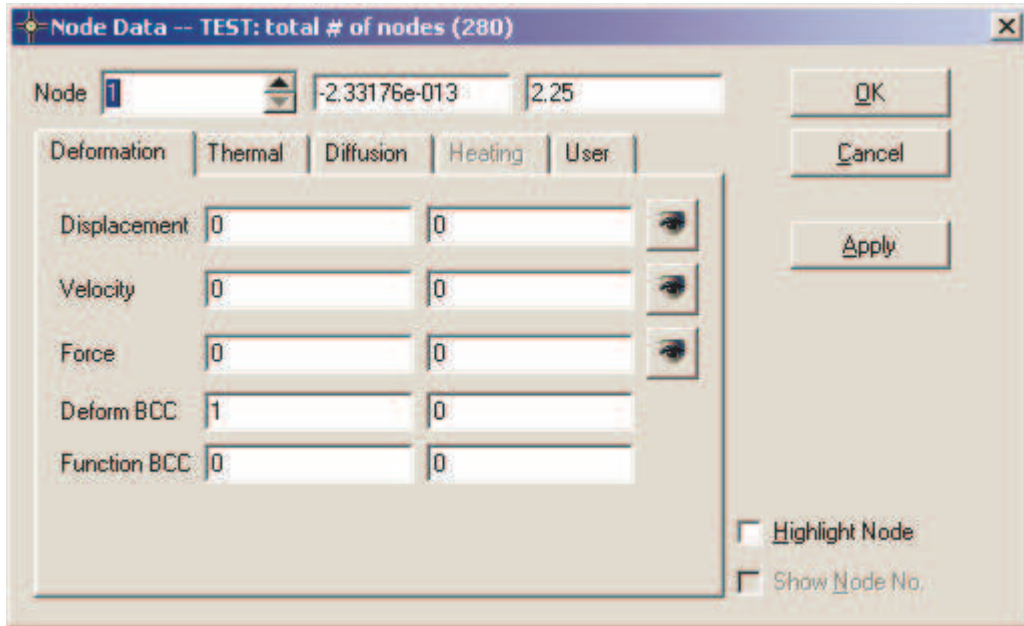 Node Data -- TEST: total # of nodes (280)
Node 1 -2.33176e-013 2.25 OK
Deformation Thermal Diffusion Heating User Cancel
Displacement 0 0
Apply
Velocity 0 0
Force 0 0
Deform BCC 1 0
Function BCC 0 0
Highlight Node
Show Node No.